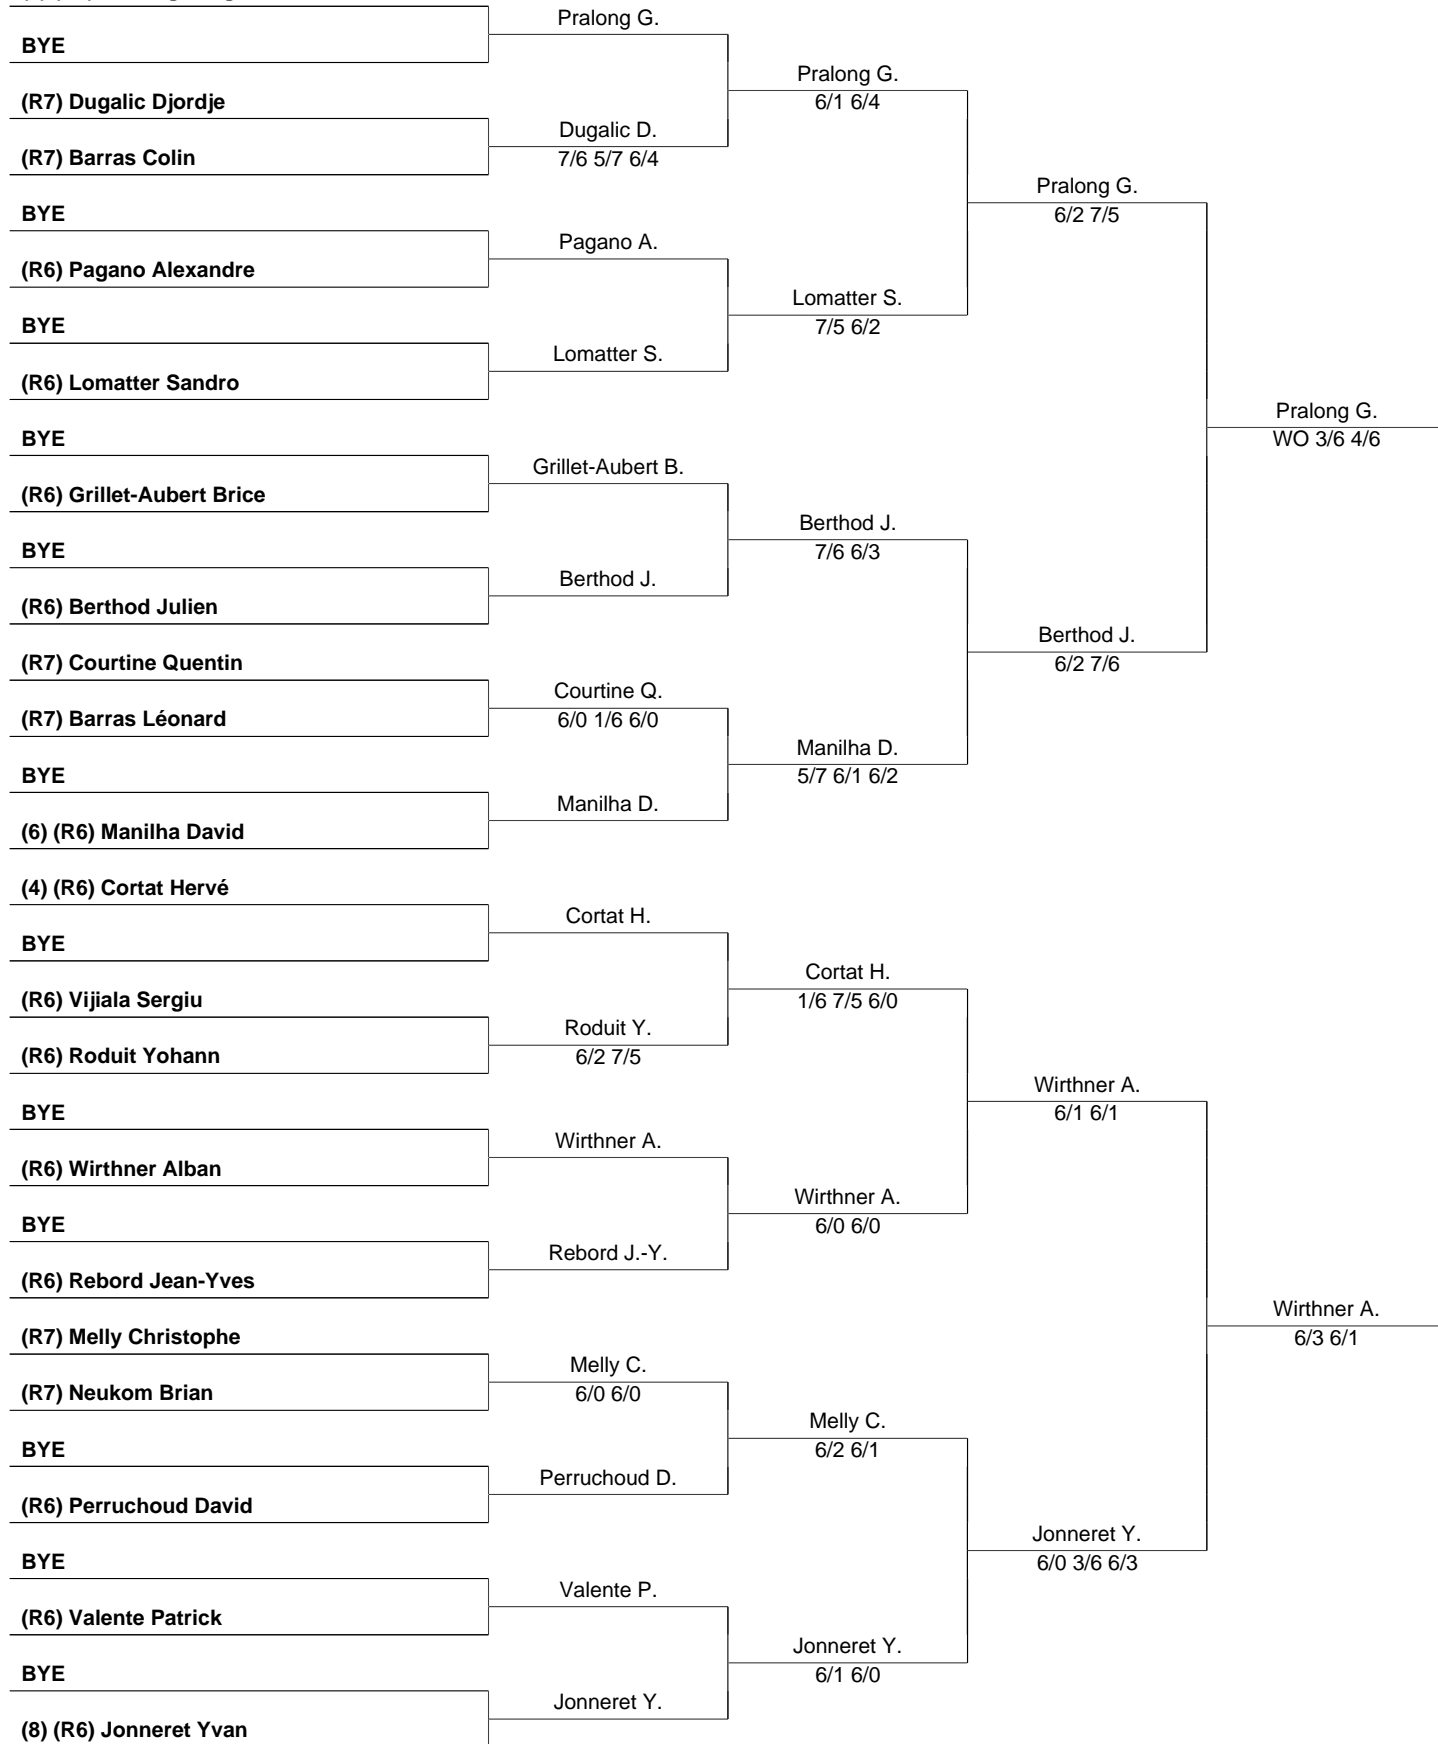 Pralong G.
BYE
Pralong G.
6/1 6/4
(R7) Dugalic Djordje
Dugalic D.
7/6 5/7 6/4
(R7) Barras Colin
Pralong G.
6/2 7/5
BYE
Pagano A.
(R6) Pagano Alexandre
Lomatter S.
7/5 6/2
BYE
Lomatter S.
(R6) Lomatter Sandro
Pralong G.
WO 3/6 4/6
BYE
Grillet-Aubert B.
(R6) Grillet-Aubert Brice
Berthod J.
7/6 6/3
BYE
Berthod J.
(R6) Berthod Julien
Berthod J.
6/2 7/6
(R7) Courtine Quentin
Courtine Q.
6/0 1/6 6/0
(R7) Barras Léonard
Manilha D.
5/7 6/1 6/2
BYE
Manilha D.
(6) (R6) Manilha David
(4) (R6) Cortat Hervé
Cortat H.
BYE
Cortat H.
1/6 7/5 6/0
(R6) Vijiala Sergiu
Roduit Y.
6/2 7/5
(R6) Roduit Yohann
Wirthner A.
6/1 6/1
BYE
Wirthner A.
(R6) Wirthner Alban
Wirthner A.
6/0 6/0
BYE
Rebord J.-Y.
(R6) Rebord Jean-Yves
Wirthner A.
6/3 6/1
(R7) Melly Christophe
Melly C.
6/0 6/0
(R7) Neukom Brian
Melly C.
6/2 6/1
BYE
Perruchoud D.
(R6) Perruchoud David
Jonneret Y.
6/0 3/6 6/3
BYE
Valente P.
(R6) Valente Patrick
Jonneret Y.
6/1 6/0
BYE
Jonneret Y.
(8) (R6) Jonneret Yvan